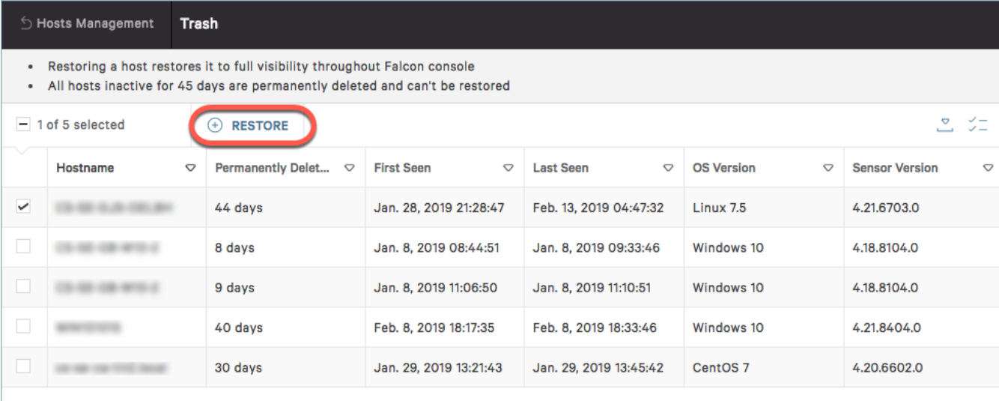 Hosts Management Trash
Restoring a host restores it to full visibility throughout Falcon console
All hosts inactive for 45 days are permanently deleted and can't be restored
1 of 5 selected RESTORE
Hostname Permanently Delet... First Seen Last Seen OS Version Sensor Version
44 days Jan. 28, 2019 21:28:47 Feb. 13, 2019 04:47:32 Linux 7.5 4.21.6703.0
8 days Jan. 8, 2019 08:44:51 Jan. 8, 2019 09:33:46 Windows 10 4.18.8104.0
9 days Jan. 8, 2019 11:06:50 Jan. 8, 2019 11:10:51 Windows 10 4.18.8104.0
40 days Feb. 8, 2019 18:17:35 Feb. 8, 2019 18:33:46 Windows 10 4.21.8404.0
30 days Jan. 29, 2019 13:21:43 Jan. 29, 2019 13:45:42 CentOS 7 4.20.6602.0